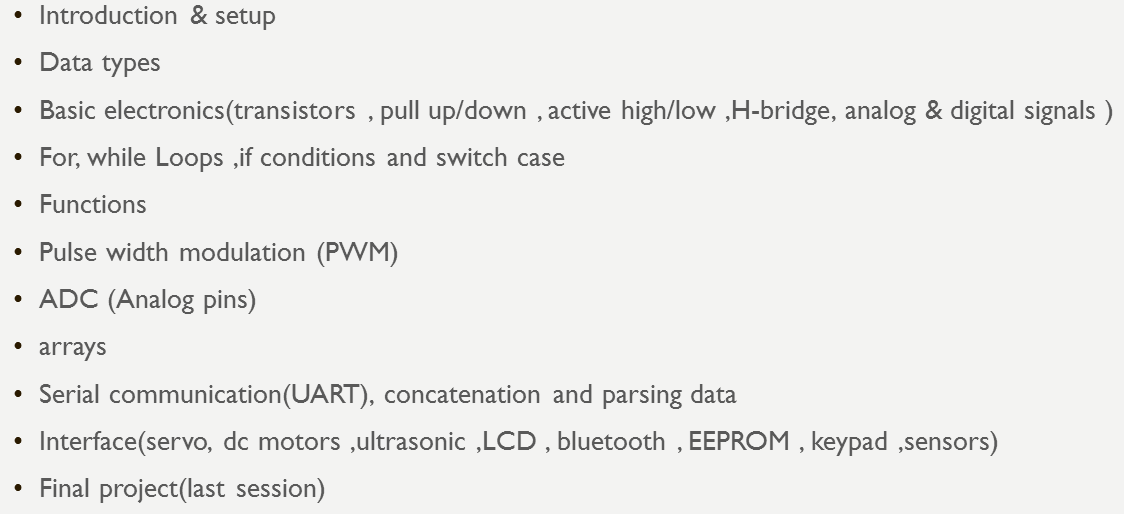 • Introduction & setup
• Data types
• Basic electronics(transistors , pull up/down , active high/low ,H-bridge, analog & digital signals )
• For, while Loops ,if conditions and switch case
• Functions
• Pulse width modulation (PWM)
• ADC (Analog pins)
• arrays
• Serial communication(UART), concatenation and parsing data
• Interface(servo, dc motors ,ultrasonic ,LCD , bluetooth , EEPROM , keypad ,sensors)
• Final project(last session)